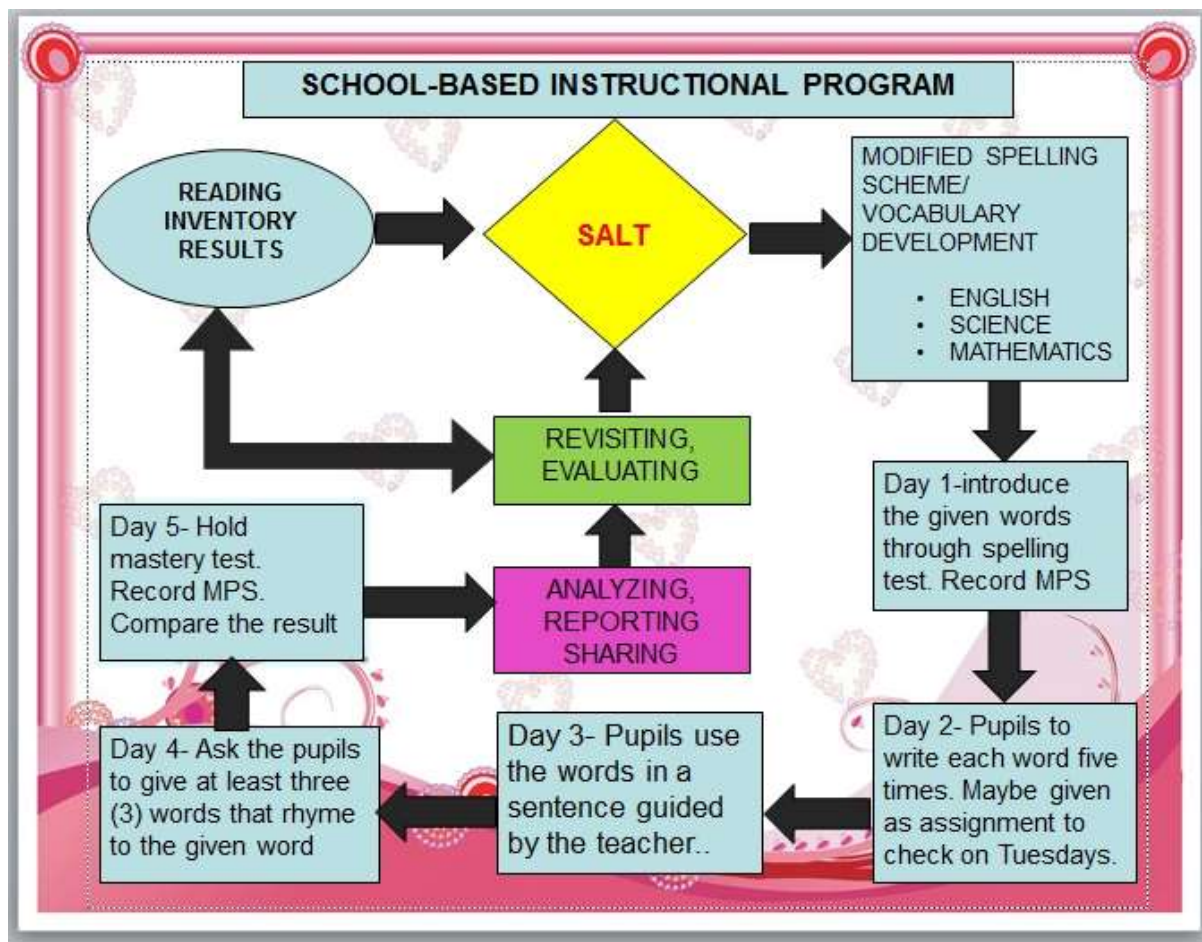 SCHOOL-BASED INSTRUCTIONAL PROGRAM
READING
INVENTORY
RESULTS
SALT
MODIFIED SPELLING
SCHEME/
VOCABULARY
DEVELOPMENT
• ENGLISH
• SCIENCE
• MATHEMATICS
Day 1-introduce
the given words
through spelling
test. Record MPS
Day 2- Pupils to
write each word five
times. Maybe given
as assignment to
check on Tuesdays.
Day 3- Pupils use
the words in a
sentence guided
by the teacher..
Day 4- Ask the pupils
to give at least three
(3) words that rhyme
to the given word
Day 5- Hold
mastery test.
Record MPS.
Compare the result
ANALYZING,
REPORTING
SHARING
REVISITING,
EVALUATING